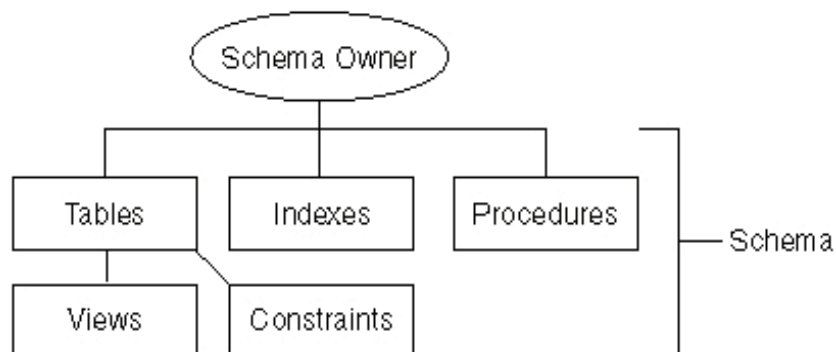 Schema Owner
Tables
Indexes
Procedures
Schema
Views
Constraints